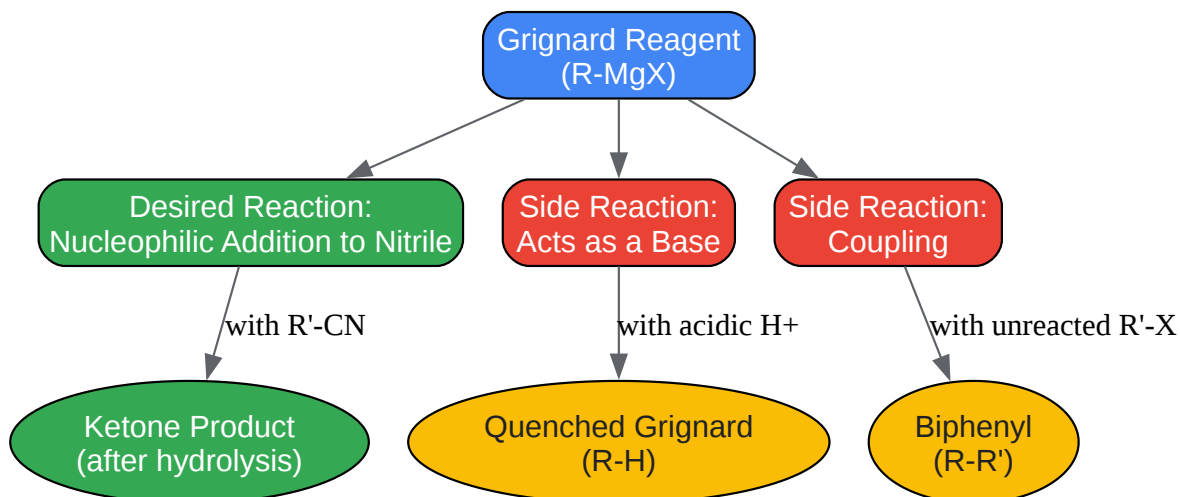 Grignard Reagent
(R-MgX)
Desired Reaction:
Nucleophilic Addition to Nitrile
Side Reaction:
Acts as a Base
Side Reaction:
Coupling
with R'-CN
with acidic H+
with unreacted R'-X
Ketone Product
(after hydrolysis)
Quenched Grignard
(R-H)
Biphenyl
(R-R')